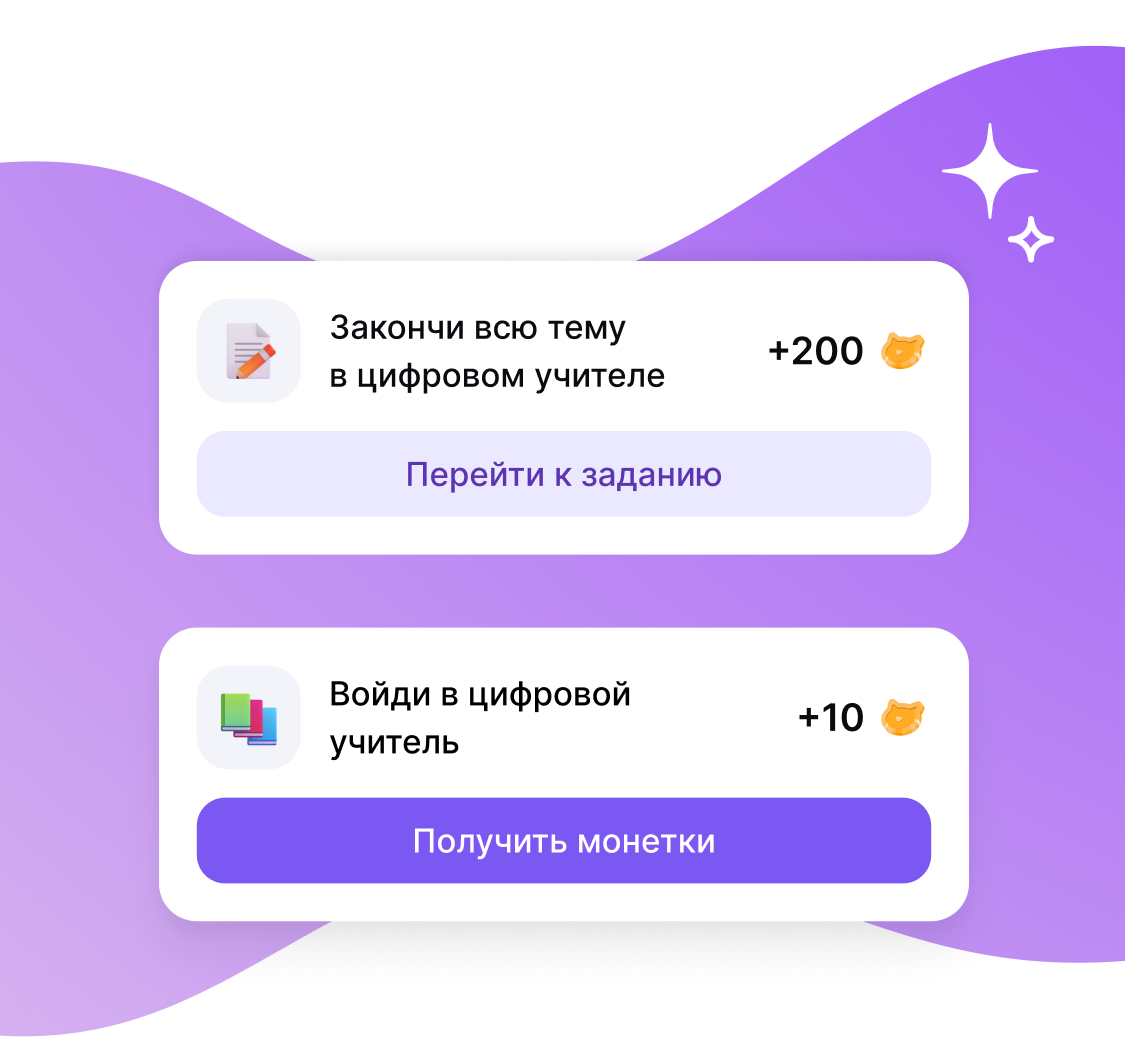 Закончи всю тему
в цифровом учителе
+200
Перейти к заданию
Войди в цифровой
учитель
+10
Получить монетки